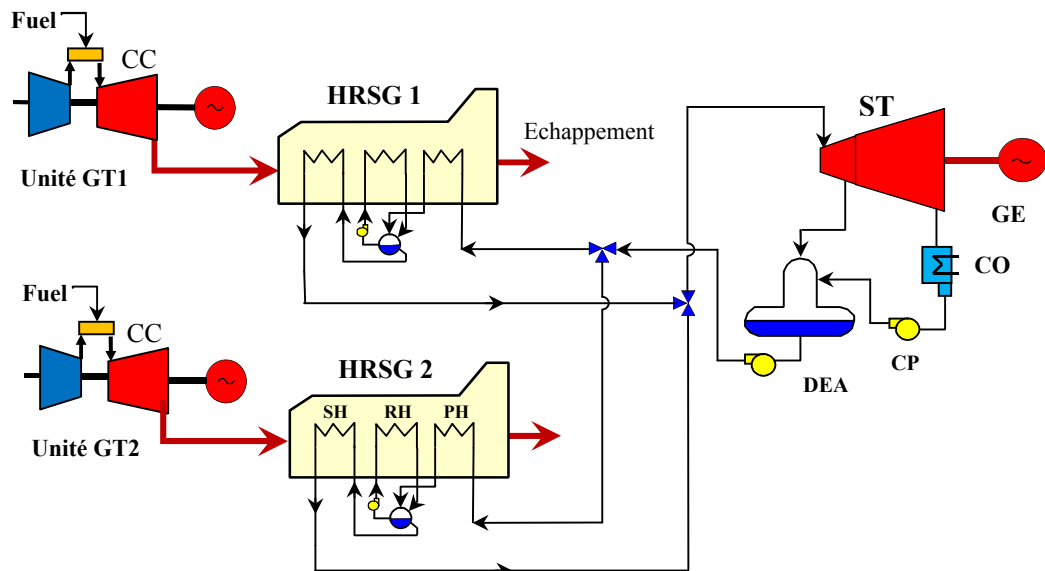 Fuel
CC
HRSG 1
Echappement
ST
Unité GT1
GE
Fuel
CC
CO
HRSG 2
CP
DEA
SH RH PH
Unité GT2